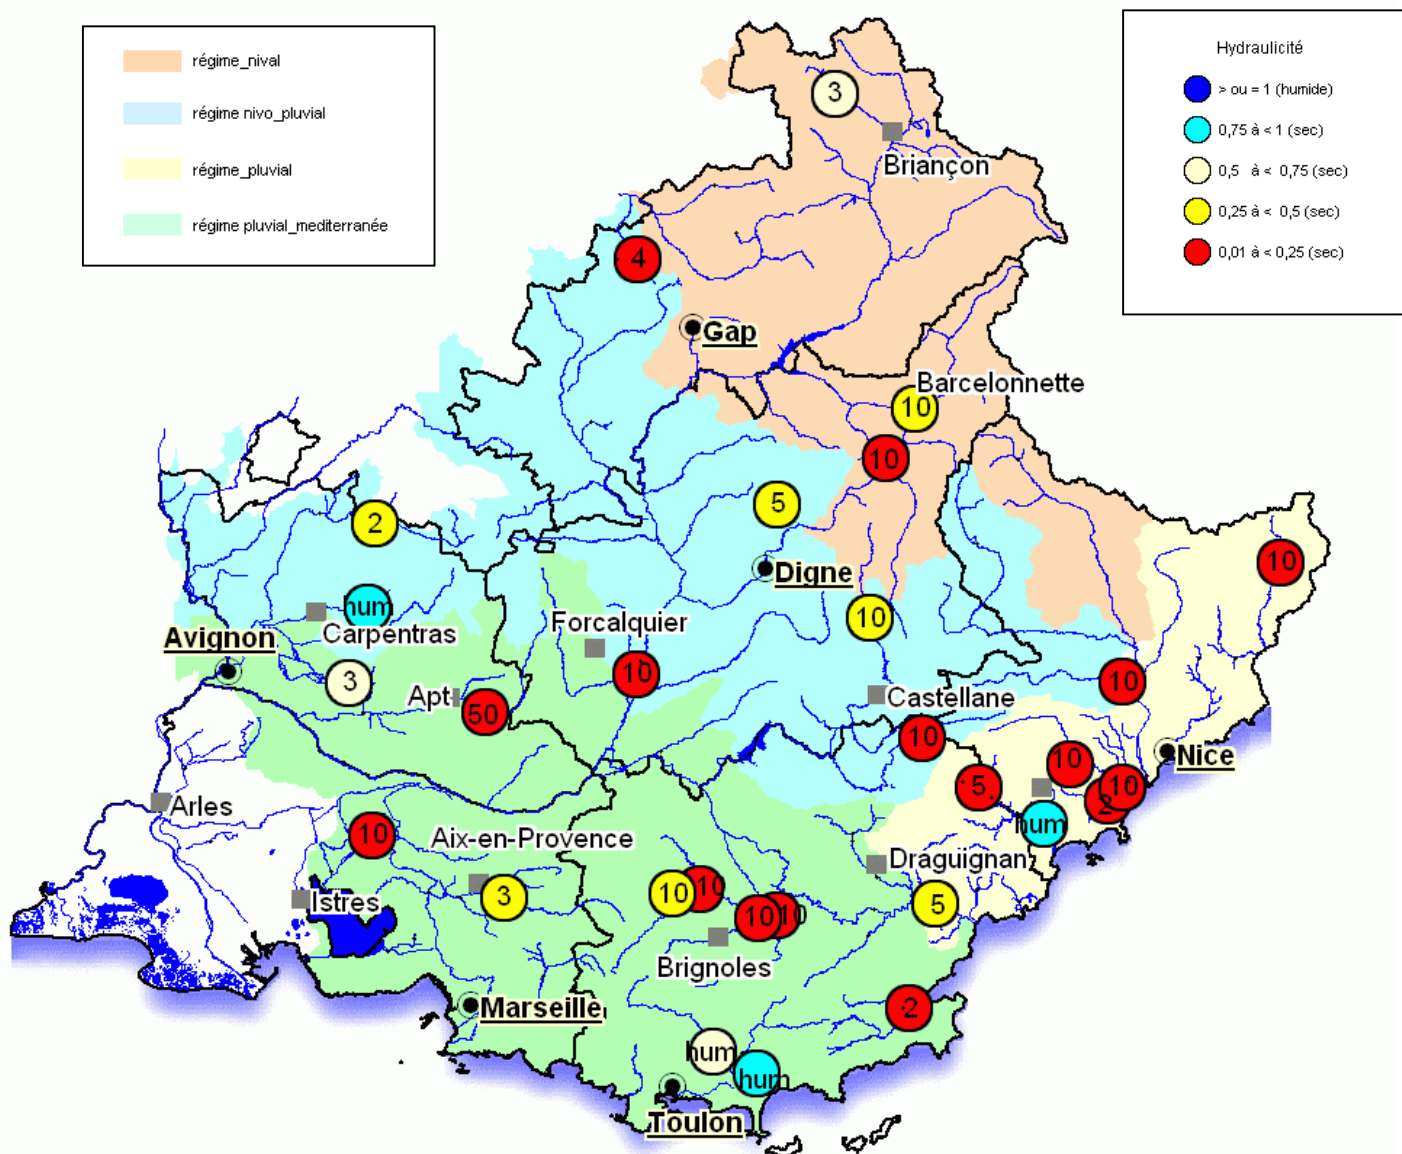 régime_nival
régime nivo_pluvial
régime_pluvial
régime pluvial_mediterranée
Hydraulicité
> ou = 1 (humide)
0,75 à < 1 (sec)
0,5 à < 0,75 (sec)
0,25 à < 0,5 (sec)
0,01 à < 0,25 (sec)
3
Briançon
4
Gap
Barcelonnette
10
10
5
2
Digne
10
hum
10
Forcalquier
Carpentras
Avignon
3
10
10
Apt
50
Castellane
10
Nice
10
5
10
2
Arles
hum
10
Aix-en-Provence
Draguignan
3
10
10
5
Istres
10
10
Brignoles
Marseille
2
hum
hum
Toulon